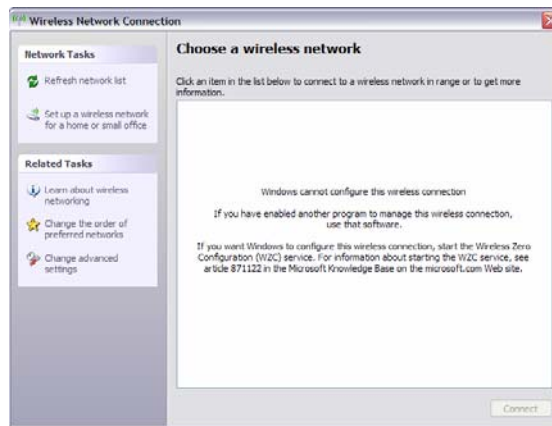 Wireless Network Connection
Network Tasks
Refresh network list
Set up a wireless network
for a home or small office
Related Tasks
Learn about wireless
networking
Change the order of
preferred networks
Change advanced
settings
Choose a wireless network
Click an item in the list below to connect to a wireless network in range or to get more
information.
Windows cannot configure this wireless connection
If you have enabled another program to manage this wireless connection,
use that software.
If you want Windows to configure this wireless connection, start the Wireless Zero
Configuration (WZC) service. For information about starting the WZC service, see
article 871122 in the Microsoft Knowledge Base on the microsoft.com Web site.
Connect